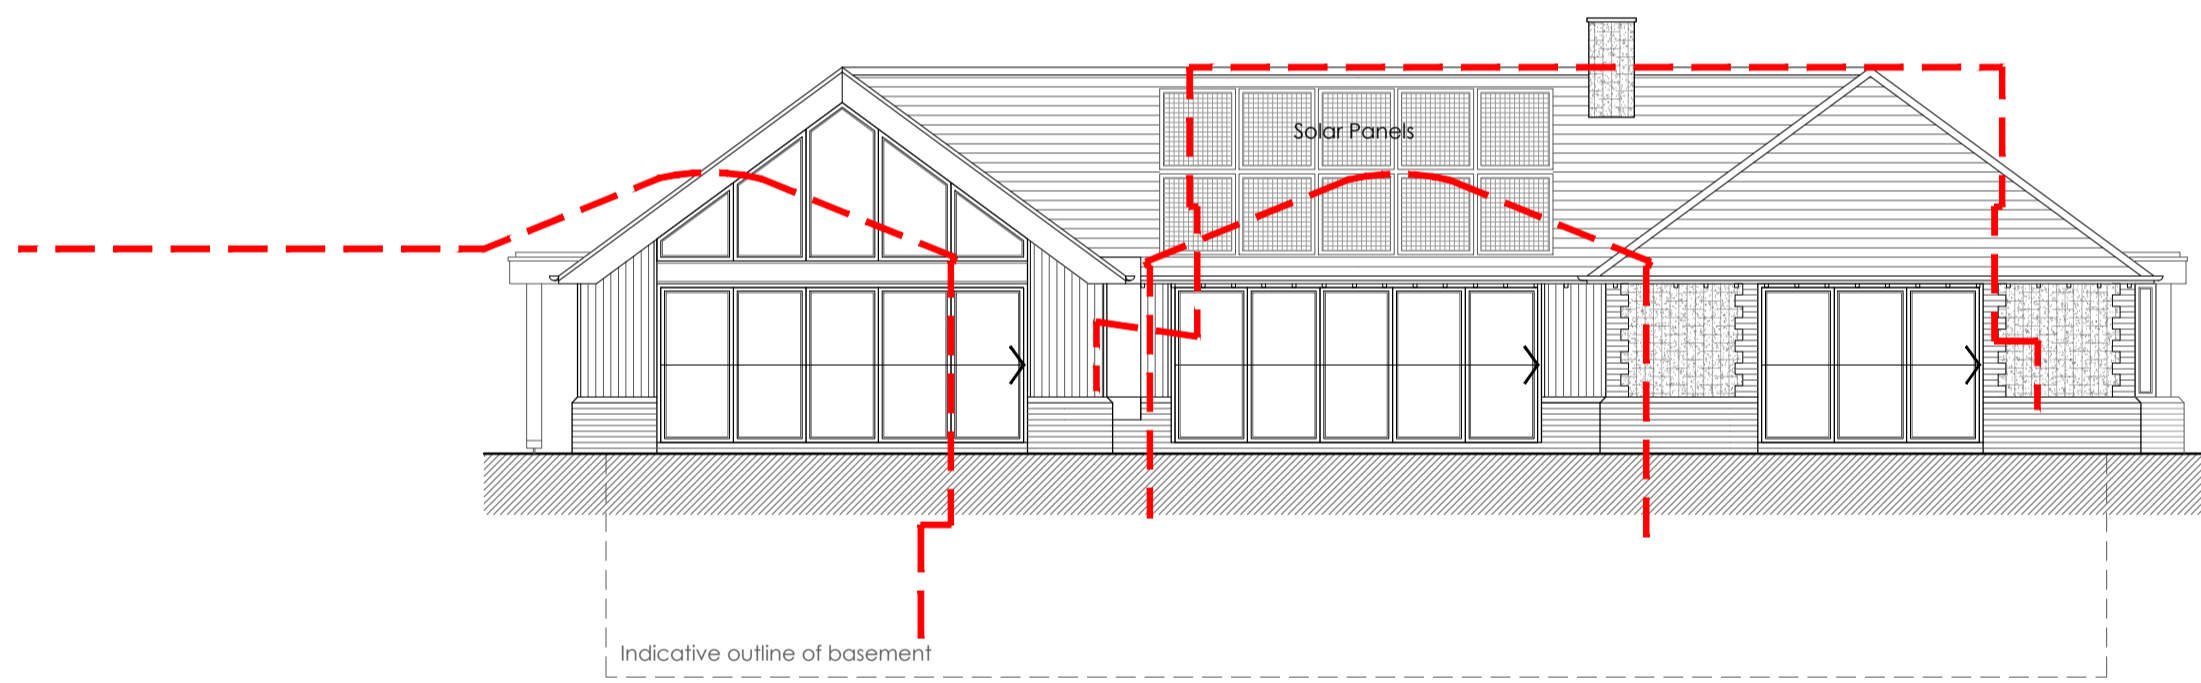 Solar Panels
Indicative outline of basement